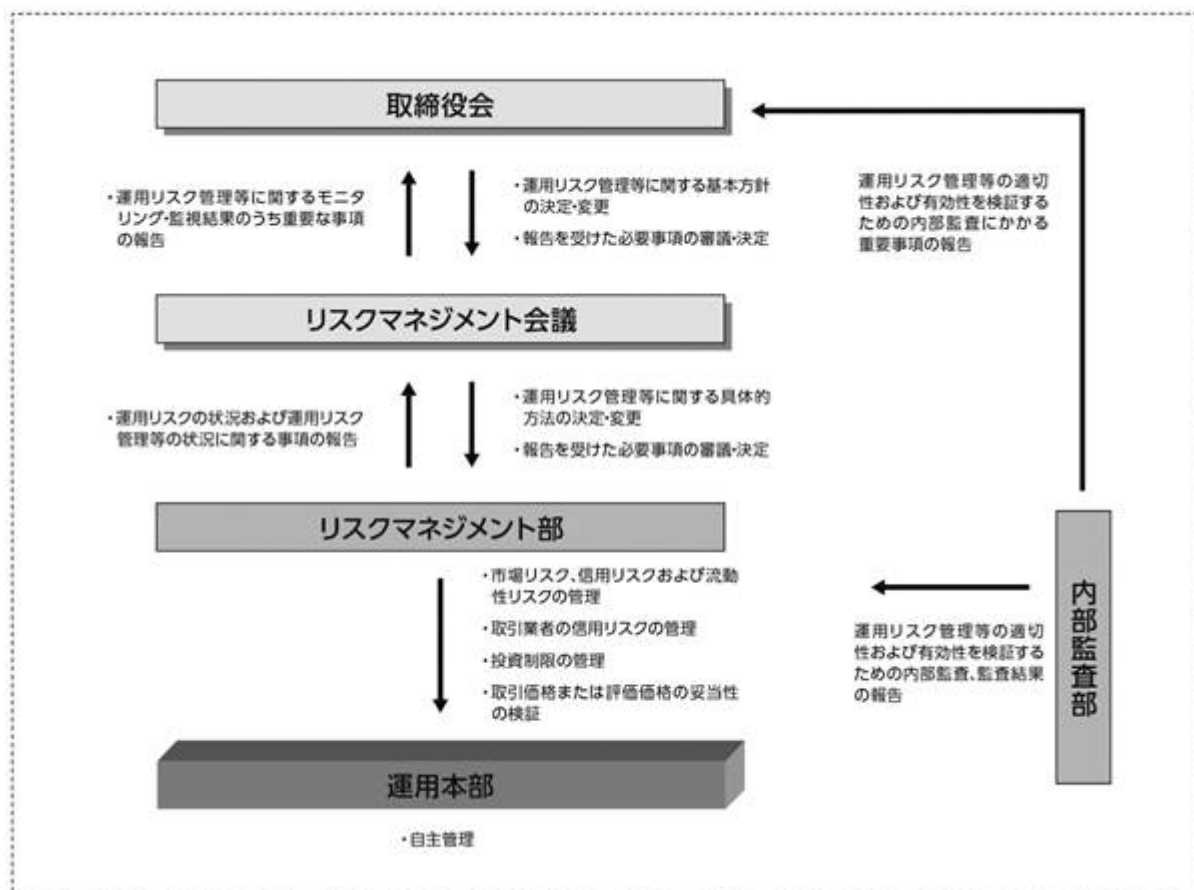 取締役会
・運用リスク管理等に関するモニタ
リング・監視結果のうち重要な事項
の報告
・運用リスク管理等に関する基本方針
の決定・変更
・報告を受けた必要事項の審議・決定
運用リスク管理等の適切
性および有効性を検証する
ための内部監査にかかる
重要事項の報告
リスクマネジメント会議
・運用リスクの状況および運用リスク
管理等の状況に関する事項の報告
・運用リスク管理等に関する具体的
方法の決定・変更
・報告を受けた必要事項の審議・決定
リスクマネジメント部
・市場リスク、信用リスクおよび流動
性リスクの管理
・取引業者の信用リスクの管理
・投資制限の管理
・取引価格または評価価格の妥当性
の検証
運用リスク管理等の適切
性および有効性を検証する
ための内部監査、監査結果
の報告
内部監査部
運用本部
・自主管理